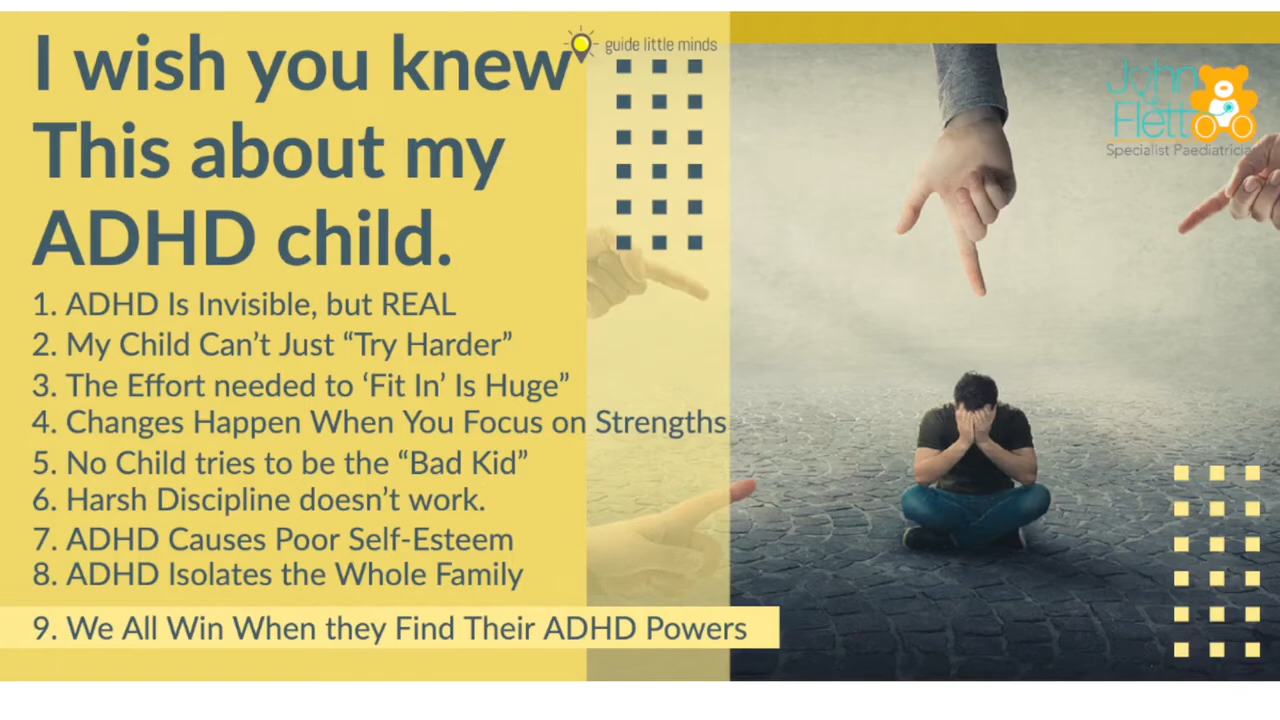 I wish you knew
This about my
ADHD child.
guide little minds
1. ADHD Is Invisible, but REAL
2. My Child Can’t Just “Try Harder”
3. The Effort needed to ‘Fit In’ Is Huge”
4. Changes Happen When You Focus on Strengths
5. No Child tries to be the “Bad Kid”
6. Harsh Discipline doesn’t work.
7. ADHD Causes Poor Self-Esteem
8. ADHD Isolates the Whole Family
9. We All Win When they Find Their ADHD Powers
John
Flett
Specialist Paediatrician